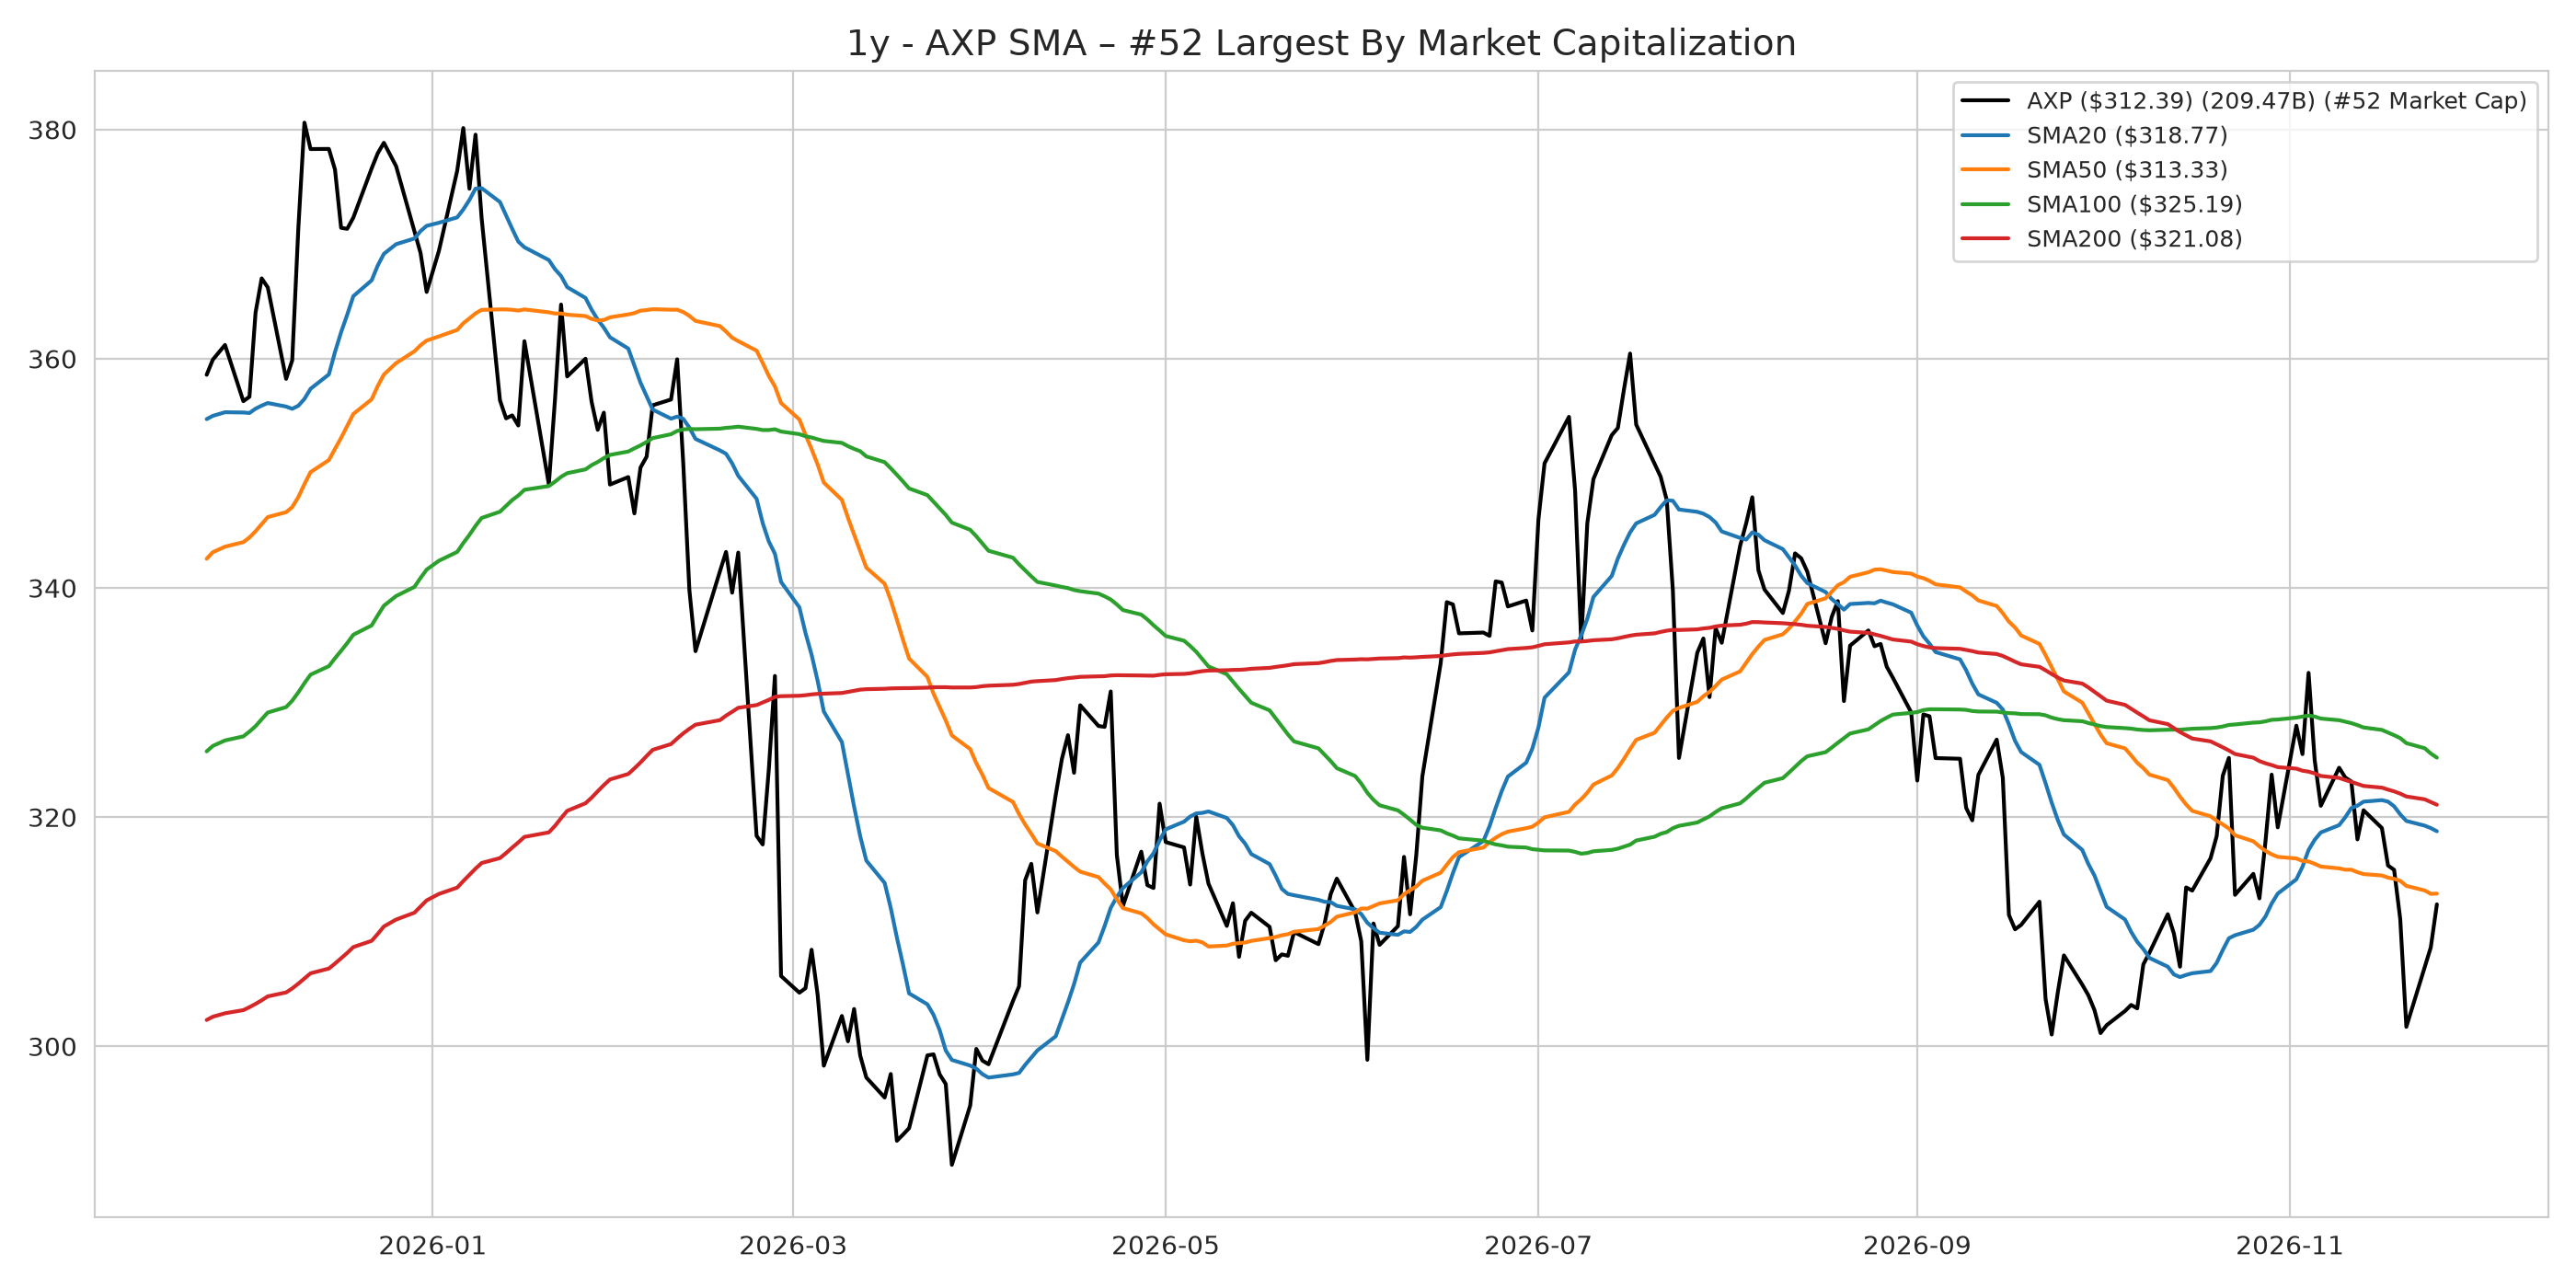 1y - AXP SMA – #52 Largest By Market Capitalization
AXP ($312.39) (209.47B) (#52 Market Cap)
SMA20 ($318.77)
SMA50 ($313.33)
SMA100 ($325.19)
SMA200 ($321.08)
380
360
340
320
300
2026-01
2026-03
2026-05
2026-07
2026-09
2026-11